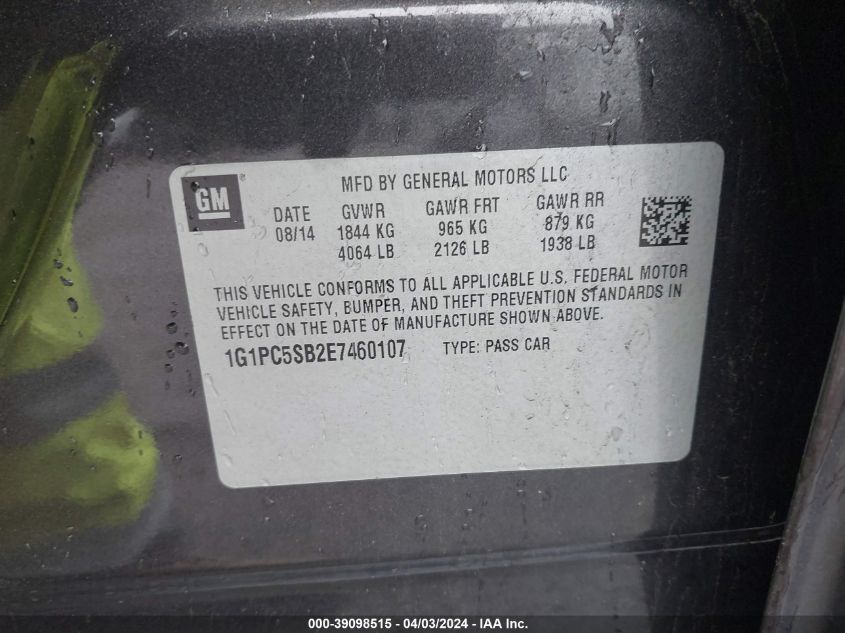 GM
MFD BY GENERAL MOTORS LLC
DATE GVWR GAWR FRT GAWR RR
08/14 1844 KG 965 KG 879 KG
4064 LB 2126 LB 1938 LB
THIS VEHICLE CONFORMS TO ALL APPLICABLE U.S. FEDERAL MOTOR
VEHICLE SAFETY, BUMPER, AND THEFT PREVENTION STANDARDS IN
EFFECT ON THE DATE OF MANUFACTURE SHOWN ABOVE.
1G1PC5SB2E7460107 TYPE: PASS CAR
000-39098515 - 04/03/2024 - IAA Inc.